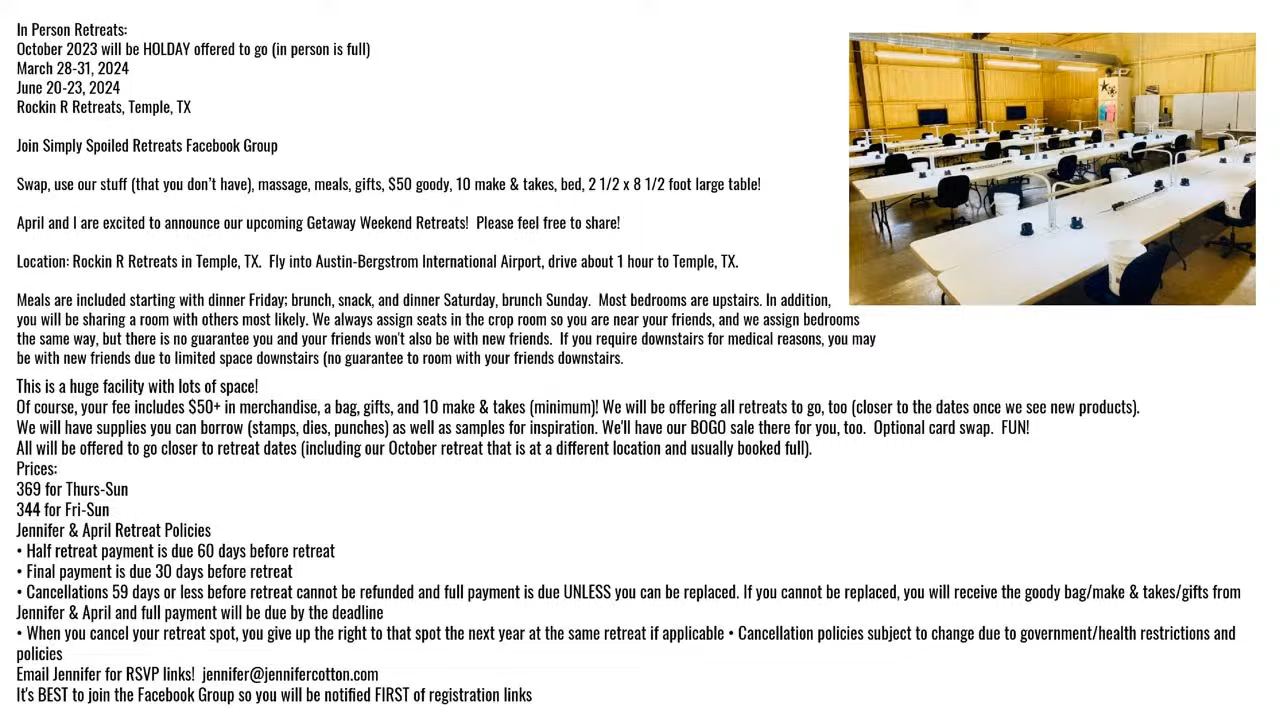 In Person Retreats:
October 2023 will be HOLDAY offered to go (in person is full)
March 28-31, 2024
June 20-23, 2024
Rockin R Retreats, Temple, TX
Join Simply Spoiled Retreats Facebook Group
Swap, use our stuff (that you don't have), massage, meals, gifts, $50 goody, 10 make & takes, bed, 2 1/2 x 8 1/2 foot large table!
April and I are excited to announce our upcoming Getaway Weekend Retreats!  Please feel free to share!
Location: Rockin R Retreats in Temple, TX.  Fly into Austin-Bergstrom International Airport, drive about 1 hour to Temple, TX.
Meals are included starting with dinner Friday; brunch, snack, and dinner Saturday, brunch Sunday.  Most bedrooms are upstairs. In addition,
you will be sharing a room with others most likely. We always assign seats in the crop room so you are near your friends, and we assign bedrooms
the same way, but there is no guarantee you and your friends won't also be with new friends.  If you require downstairs for medical reasons, you may
be with new friends due to limited space downstairs (no guarantee to room with your friends downstairs.
This is a huge facility with lots of space!
Of course, your fee includes $50+ in merchandise, a bag, gifts, and 10 make & takes (minimum)! We will be offering all retreats to go, too (closer to the dates once we see new products).
We will have supplies you can borrow (stamps, dies, punches) as well as samples for inspiration. We'll have our BOGO sale there for you, too.  Optional card swap.  FUN!
All will be offered to go closer to retreat dates (including our October retreat that is at a different location and usually booked full).
Prices:
369 for Thurs-Sun
344 for Fri-Sun
Jennifer & April Retreat Policies
• Half retreat payment is due 60 days before retreat
• Final payment is due 30 days before retreat
• Cancellations 59 days or less before retreat cannot be refunded and full payment is due UNLESS you can be replaced. If you cannot be replaced, you will receive the goody bag/make & takes/gifts from
Jennifer & April and full payment will be due by the deadline
• When you cancel your retreat spot, you give up the right to that spot the next year at the same retreat if applicable • Cancellation policies subject to change due to government/health restrictions and
policies
Email Jennifer for RSVP links!  jennifer@jennifercotton.com
It's BEST to join the Facebook Group so you will be notified FIRST of registration links